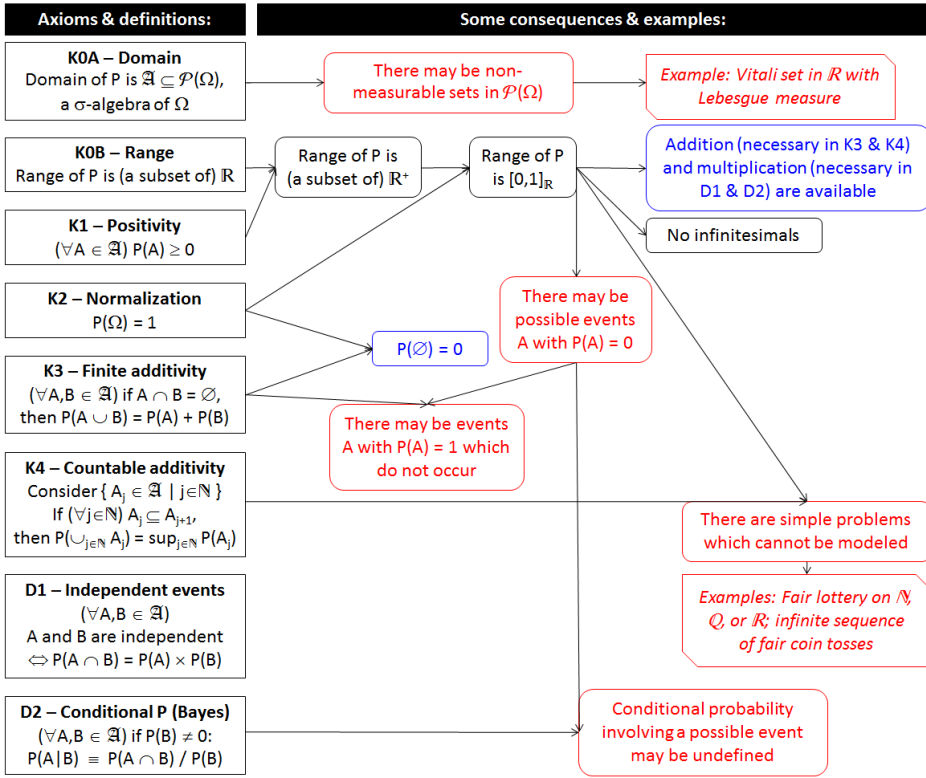 Axioms & definitions:
Some consequences & examples:
K0A – Domain
Domain of P is 𝔄 ⊆ 𝒫(Ω),
a σ-algebra of Ω
There may be non-
measurable sets in 𝒫(Ω)
Example: Vitali set in ℝ with
Lebesgue measure
K0B – Range
Range of P is (a subset of) ℝ
Range of P is
(a subset of) ℝ⁺
Range of P
is [0,1]ℝ
Addition (necessary in K3 & K4)
and multiplication (necessary in
D1 & D2) are available
No infinitesimals
K1 – Positivity
(∀A ∈ 𝔄) P(A) ≥ 0
K2 – Normalization
P(Ω) = 1
There may be
possible events
A with P(A) = 0
P(∅) = 0
K3 – Finite additivity
(∀A,B ∈ 𝔄) if A ∩ B = ∅,
then P(A ∪ B) = P(A) + P(B)
There may be events
A with P(A) = 1 which
do not occur
K4 – Countable additivity
Consider { Aⱼ ∈ 𝔄 | j∈ℕ }
If (∀j∈ℕ) Aⱼ ⊆ Aⱼ₊₁,
then P(∪ⱼ∈ℕ Aⱼ) = supⱼ∈ℕ P(Aⱼ)
There are simple problems
which cannot be modeled
Examples: Fair lottery on ℕ,
ℚ, or ℝ; infinite sequence
of fair coin tosses
D1 – Independent events
(∀A,B ∈ 𝔄)
A and B are independent
⇔ P(A ∩ B) = P(A) × P(B)
D2 – Conditional P (Bayes)
(∀A,B ∈ 𝔄) if P(B) ≠ 0:
P(A|B) ≡ P(A ∩ B) / P(B)
Conditional probability
involving a possible event
may be undefined